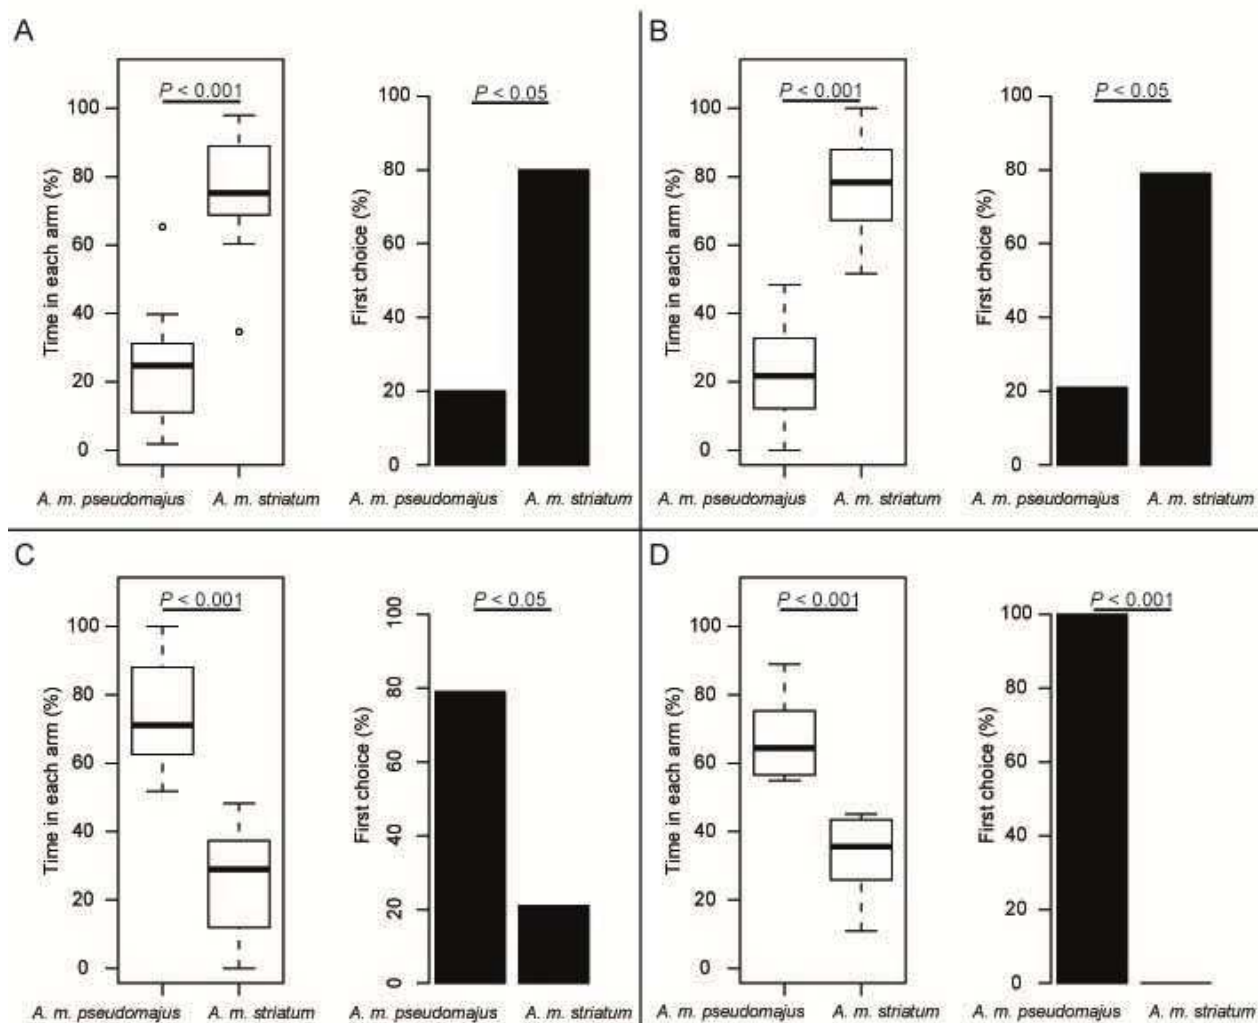 A
Time in each arm (%)
100
80
60
40
20
0
P < 0.001
A. m. pseudomajus
A. m. striatum
First choice (%)
100
80
60
40
20
0
P < 0.05
A. m. pseudomajus
A. m. striatum
B
Time in each arm (%)
100
80
60
40
20
0
P < 0.001
A. m. pseudomajus
A. m. striatum
First choice (%)
100
80
60
40
20
0
P < 0.05
A. m. pseudomajus
A. m. striatum
C
Time in each arm (%)
100
80
60
40
20
0
P < 0.001
A. m. pseudomajus
A. m. striatum
First choice (%)
100
80
60
40
20
0
P < 0.05
A. m. pseudomajus
A. m. striatum
D
Time in each arm (%)
100
80
60
40
20
0
P < 0.001
A. m. pseudomajus
A. m. striatum
First choice (%)
100
80
60
40
20
0
P < 0.001
A. m. pseudomajus
A. m. striatum